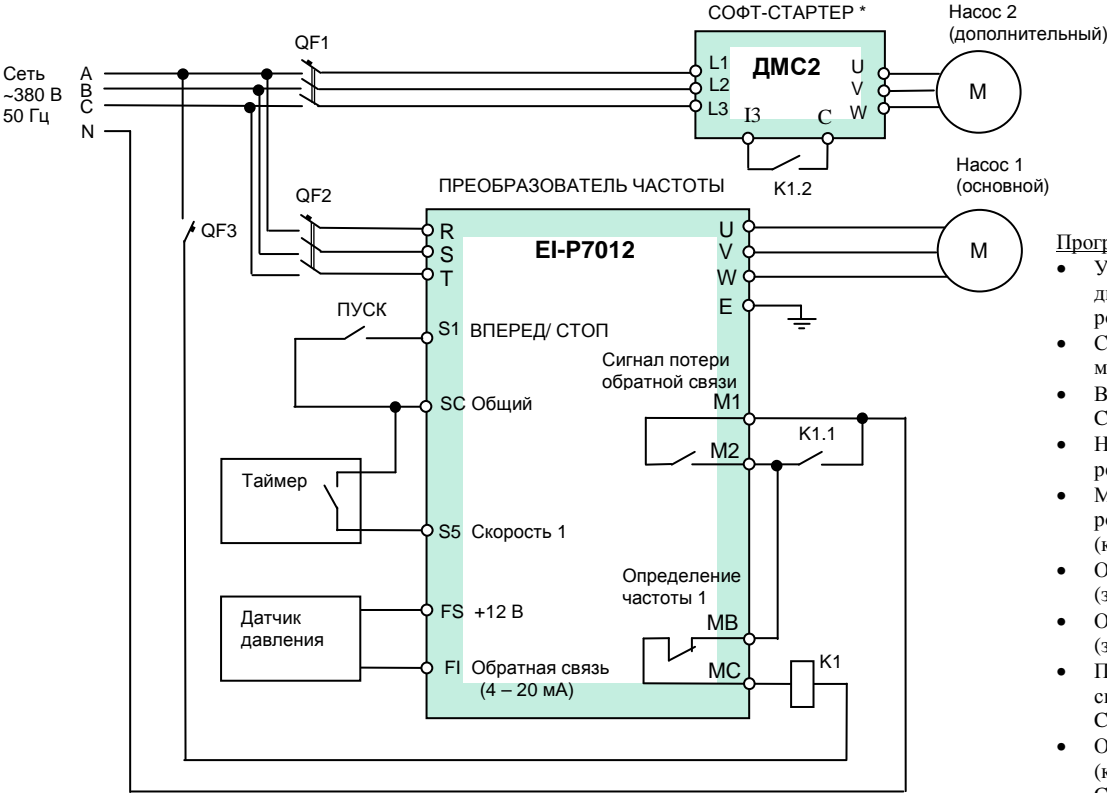 СОФТ-СТАРТЕР *
Насос 2
(дополнительный)
QF1
Сеть
~380 В
50 Гц
A
B
C
N
L1
L2
L3
ДМС2
U
V
W
I3
C
K1.2
M
ПРЕОБРАЗОВАТЕЛЬ ЧАСТОТЫ
Насос 1
(основной)
QF2
QF3
R
S
T
EI-P7012
U
V
W
E
M
ПУСК
S1 ВПЕРЕД/ СТОП
Сигнал потери
обратной связи
SC Общий
M1
M2
K1.1
Таймер
S5 Скорость 1
Определение
частоты 1
Датчик
давления
FS +12 В
MB
FI Обратная связь
(4 – 20 мА)
MC
K1